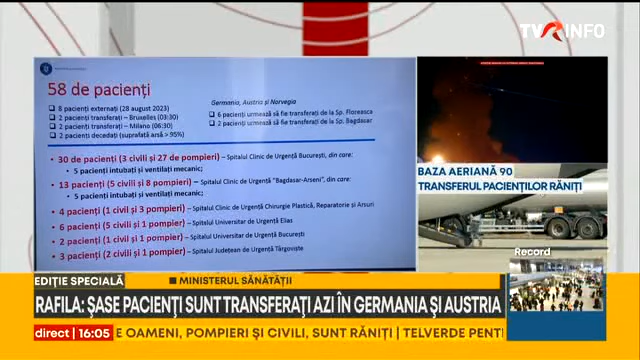 TVR INFO
58 de pacienți
8 pacienți externați (28 august 2023)
2 pacienți transferați – Bruxelles (03:30)
2 pacienți transferați – Milano (06:30)
2 pacienți decedați (suprafață arsă > 95%)
Germania, Austria și Norvegia
6 pacienți urmează să fie transferați de la Sp. Floreasca
2 pacienți urmează să fie transferați de la Sp. Bagdasar
30 de pacienți (3 civili și 27 de pompieri) – Spitalul Clinic de Urgență București, din care:
5 pacienți intubați și ventilați mecanic;
13 pacienți (5 civili și 8 pompieri) – Spitalul Clinic de Urgență "Bagdasar-Arseni", din care:
5 pacienți intubați și ventilați mecanic;
4 pacienți (1 civil și 3 pompieri) – Spitalul Clinic de Urgență Chirurgie Plastică, Reparatorie și Arsuri
6 pacienți (5 civili și 1 pompier) – Spitalul Universitar de Urgență Elias
2 pacienți (1 civil și 1 pompier) – Spitalul Universitar de Urgență București
3 pacienți (2 civili și 1 pompier) – Spitalul Județean de Urgență Târgoviște
BAZA AERIANĂ 90
TRANSFERUL PACIENȚILOR RĂNIȚI
Record
EDIȚIE SPECIALĂ
MINISTERUL SĂNĂTĂȚII
RAFILA: ȘASE PACIENȚI SUNT TRANSFERAȚI AZI ÎN GERMANIA ȘI AUSTRIA
direct | 16:05
E OAMENI, POMPIERI ȘI CIVILI, SUNT RĂNIȚI | TELVERDE PENT